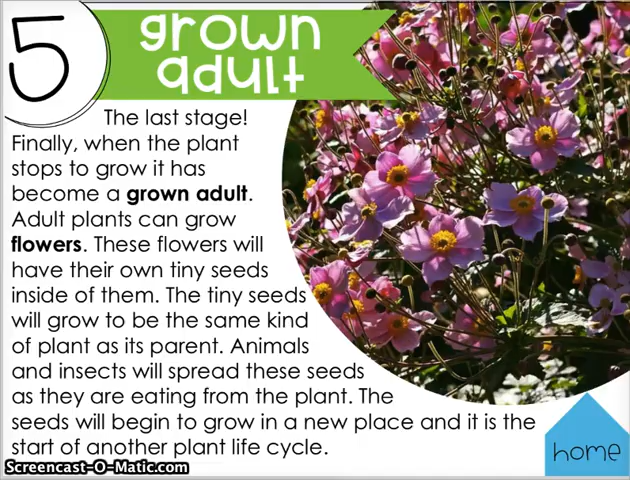 5
grown
adult
The last stage!
Finally, when the plant
stops to grow it has
become a grown adult.
Adult plants can grow
flowers. These flowers will
have their own tiny seeds
inside of them. The tiny seeds
will grow to be the same kind
of plant as its parent. Animals
and insects will spread these seeds
as they are eating from the plant. The
seeds will begin to grow in a new place and it is the
start of another plant life cycle.
home
Screencast-O-Matic.com